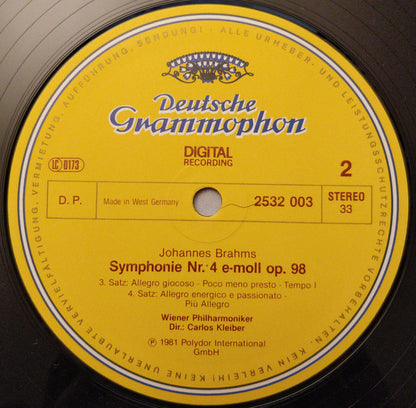 ALLE URHEBER- UND LEISTUNGSSCHUTZRECHTE VORBEHALTEN · KEIN VERLEIH! KEINE UNERLAUBTE VERVIELFÄLTIGUNG, VERMIETUNG, AUFFÜHRUNG, SENDUNG! ·
Deutsche
Grammophon
DIGITAL
RECORDING
LC 0173
2
D. P.
Made in West Germany
2532 003
STEREO
33
Johannes Brahms
Symphonie Nr. 4 e-moll op. 98
3. Satz: Allegro giocoso - Poco meno presto - Tempo I
4. Satz: Allegro energico e passionato -
Più Allegro
Wiener Philharmoniker
Dir.: Carlos Kleiber
Ⓟ 1981 Polydor International
GmbH